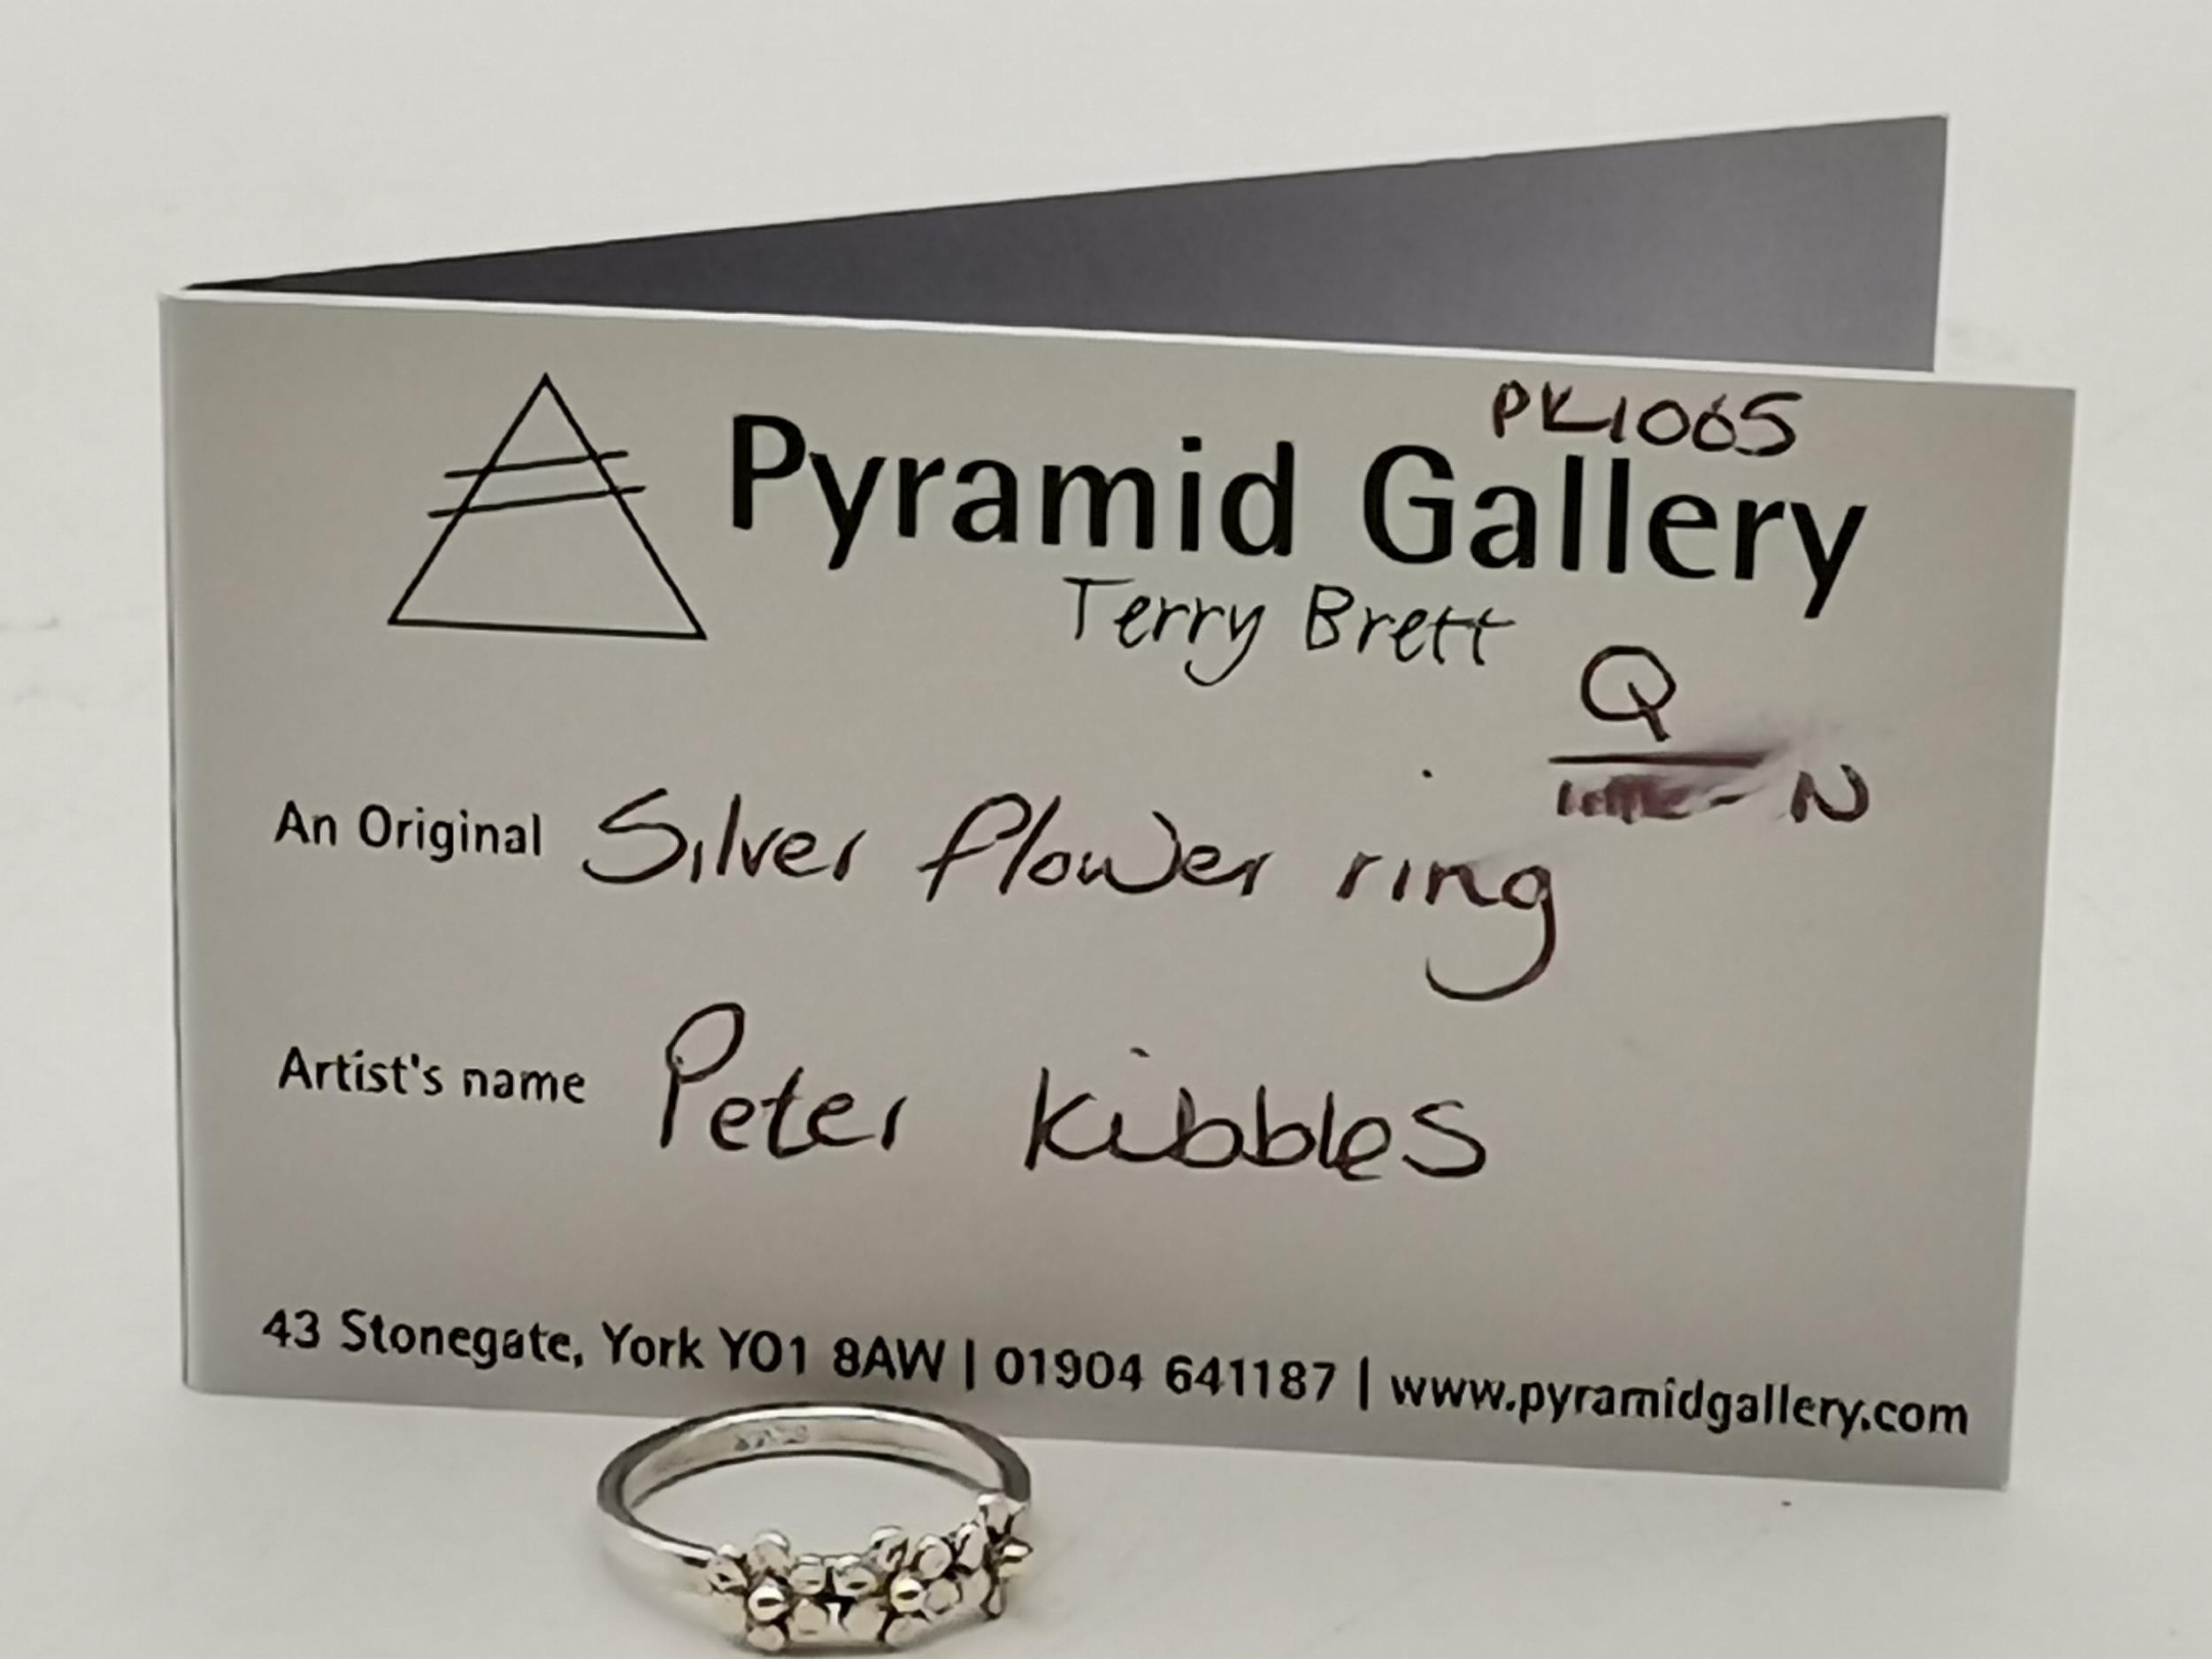 PK1065
Pyramid Gallery
Terry Brett
Q
N
An Original Silver flower ring
Artist's name Peter Kibbles
43 Stonegate, York YO1 8AW | 01904 641187 | www.pyramidgallery.com